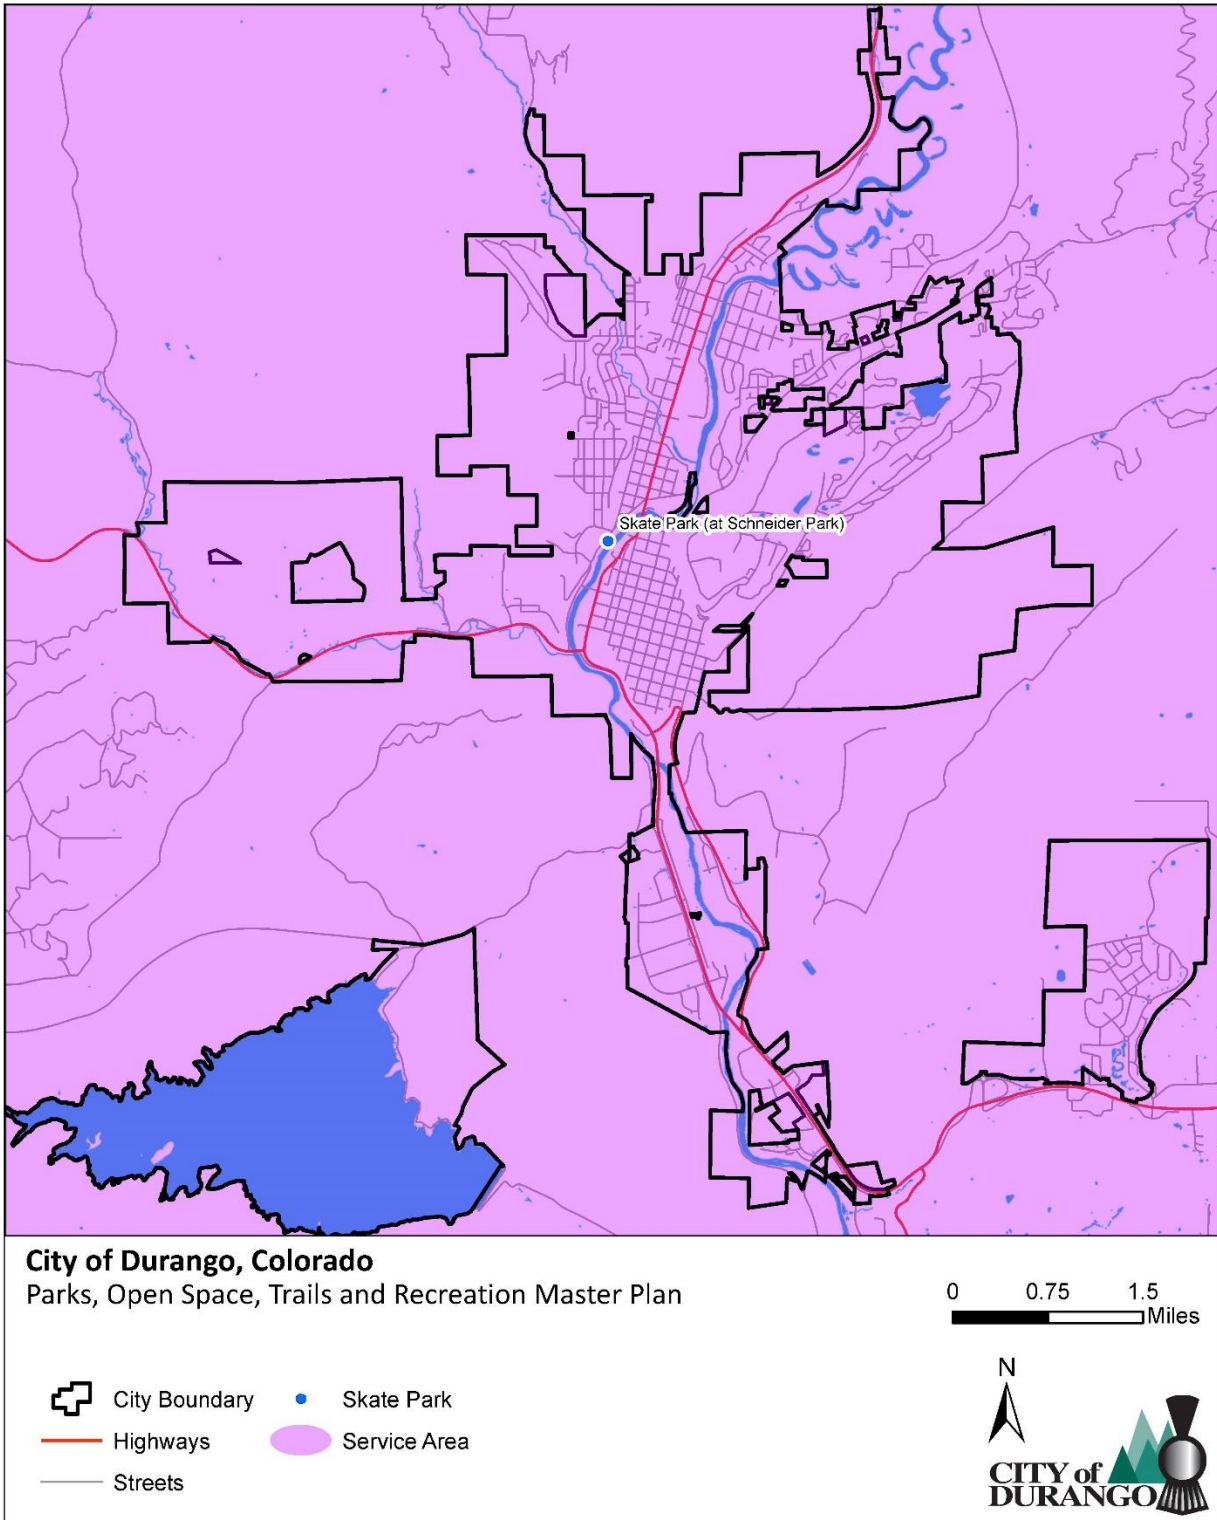 Skate Park (at Schneider Park)
City of Durango, Colorado
Parks, Open Space, Trails and Recreation Master Plan
0 0.75 1.5
Miles
City Boundary
Skate Park
Highways
Service Area
Streets
N
CITY of
DURANGO